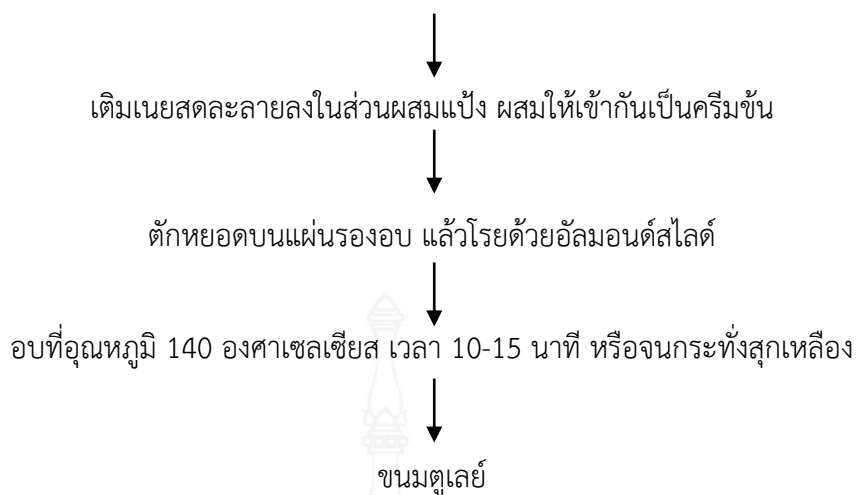 เติมเนยสดละลายลงในส่วนผสมแป้ง ผสมให้เข้ากันเป็นครีมข้น
ตักหยอดบนแผ่นรองอบ แล้วโรยด้วยอัลมอนด์สไลด์
อบที่อุณหภูมิ 140 องศาเซลเซียส เวลา 10-15 นาที หรือจนกระทั่งสุกเหลือง
ขนมตูเลย์